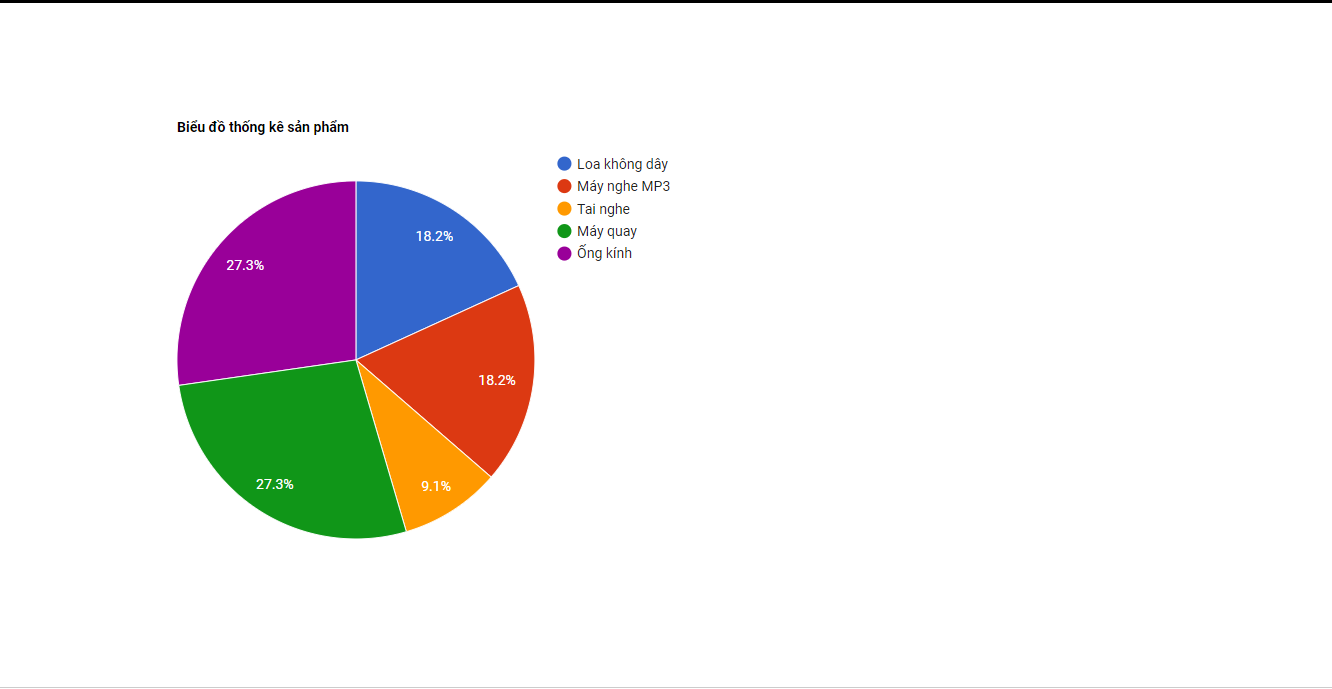 Biểu đồ thống kê sản phẩm
Loa không dây
Máy nghe MP3
Tai nghe
Máy quay
Ống kính
18.2%
27.3%
18.2%
27.3%
9.1%